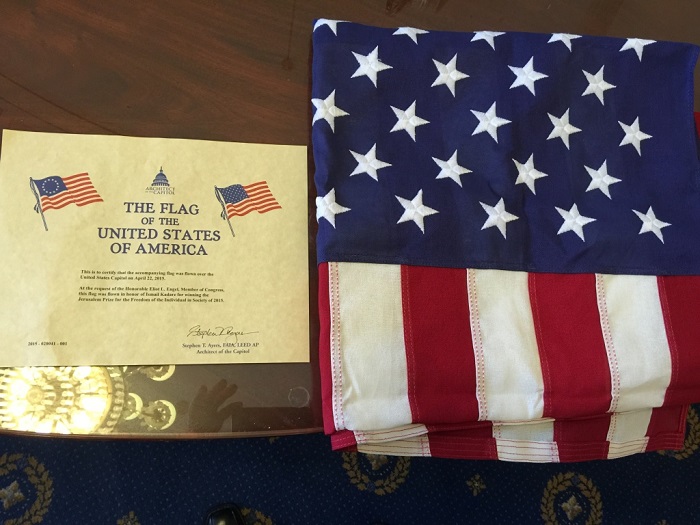 ARCHITECT
OF THE CAPITOL
THE FLAG
OF THE
UNITED STATES
OF AMERICA
This is to certify that the accompanying flag was flown over the
United States Capitol on April 22, 2015.
At the request of the Honorable Eliot L. Engel, Member of Congress,
this flag was flown in honor of Ismail Kadare for winning the
Jerusalem Prize for the Freedom of the Individual in Society of 2015.
Stephen T. Ayers
Stephen T. Ayers, FAIA, LEED AP
Architect of the Capitol